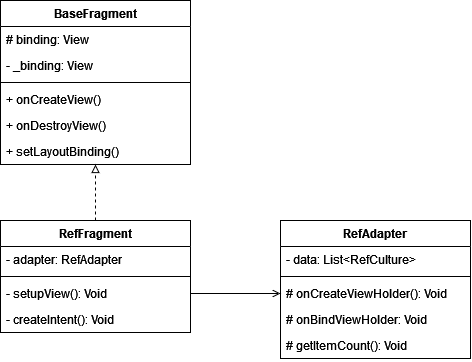 BaseFragment
# binding: View
- _binding: View
+ onCreateView()
+ onDestroyView()
+ setLayoutBinding()
RefFragment
- adapter: RefAdapter
- setupView(): Void
- createIntent(): Void
RefAdapter
- data: List<RefCulture>
# onCreateViewHolder(): Void
# onBindViewHolder: Void
# getItemCount(): Void